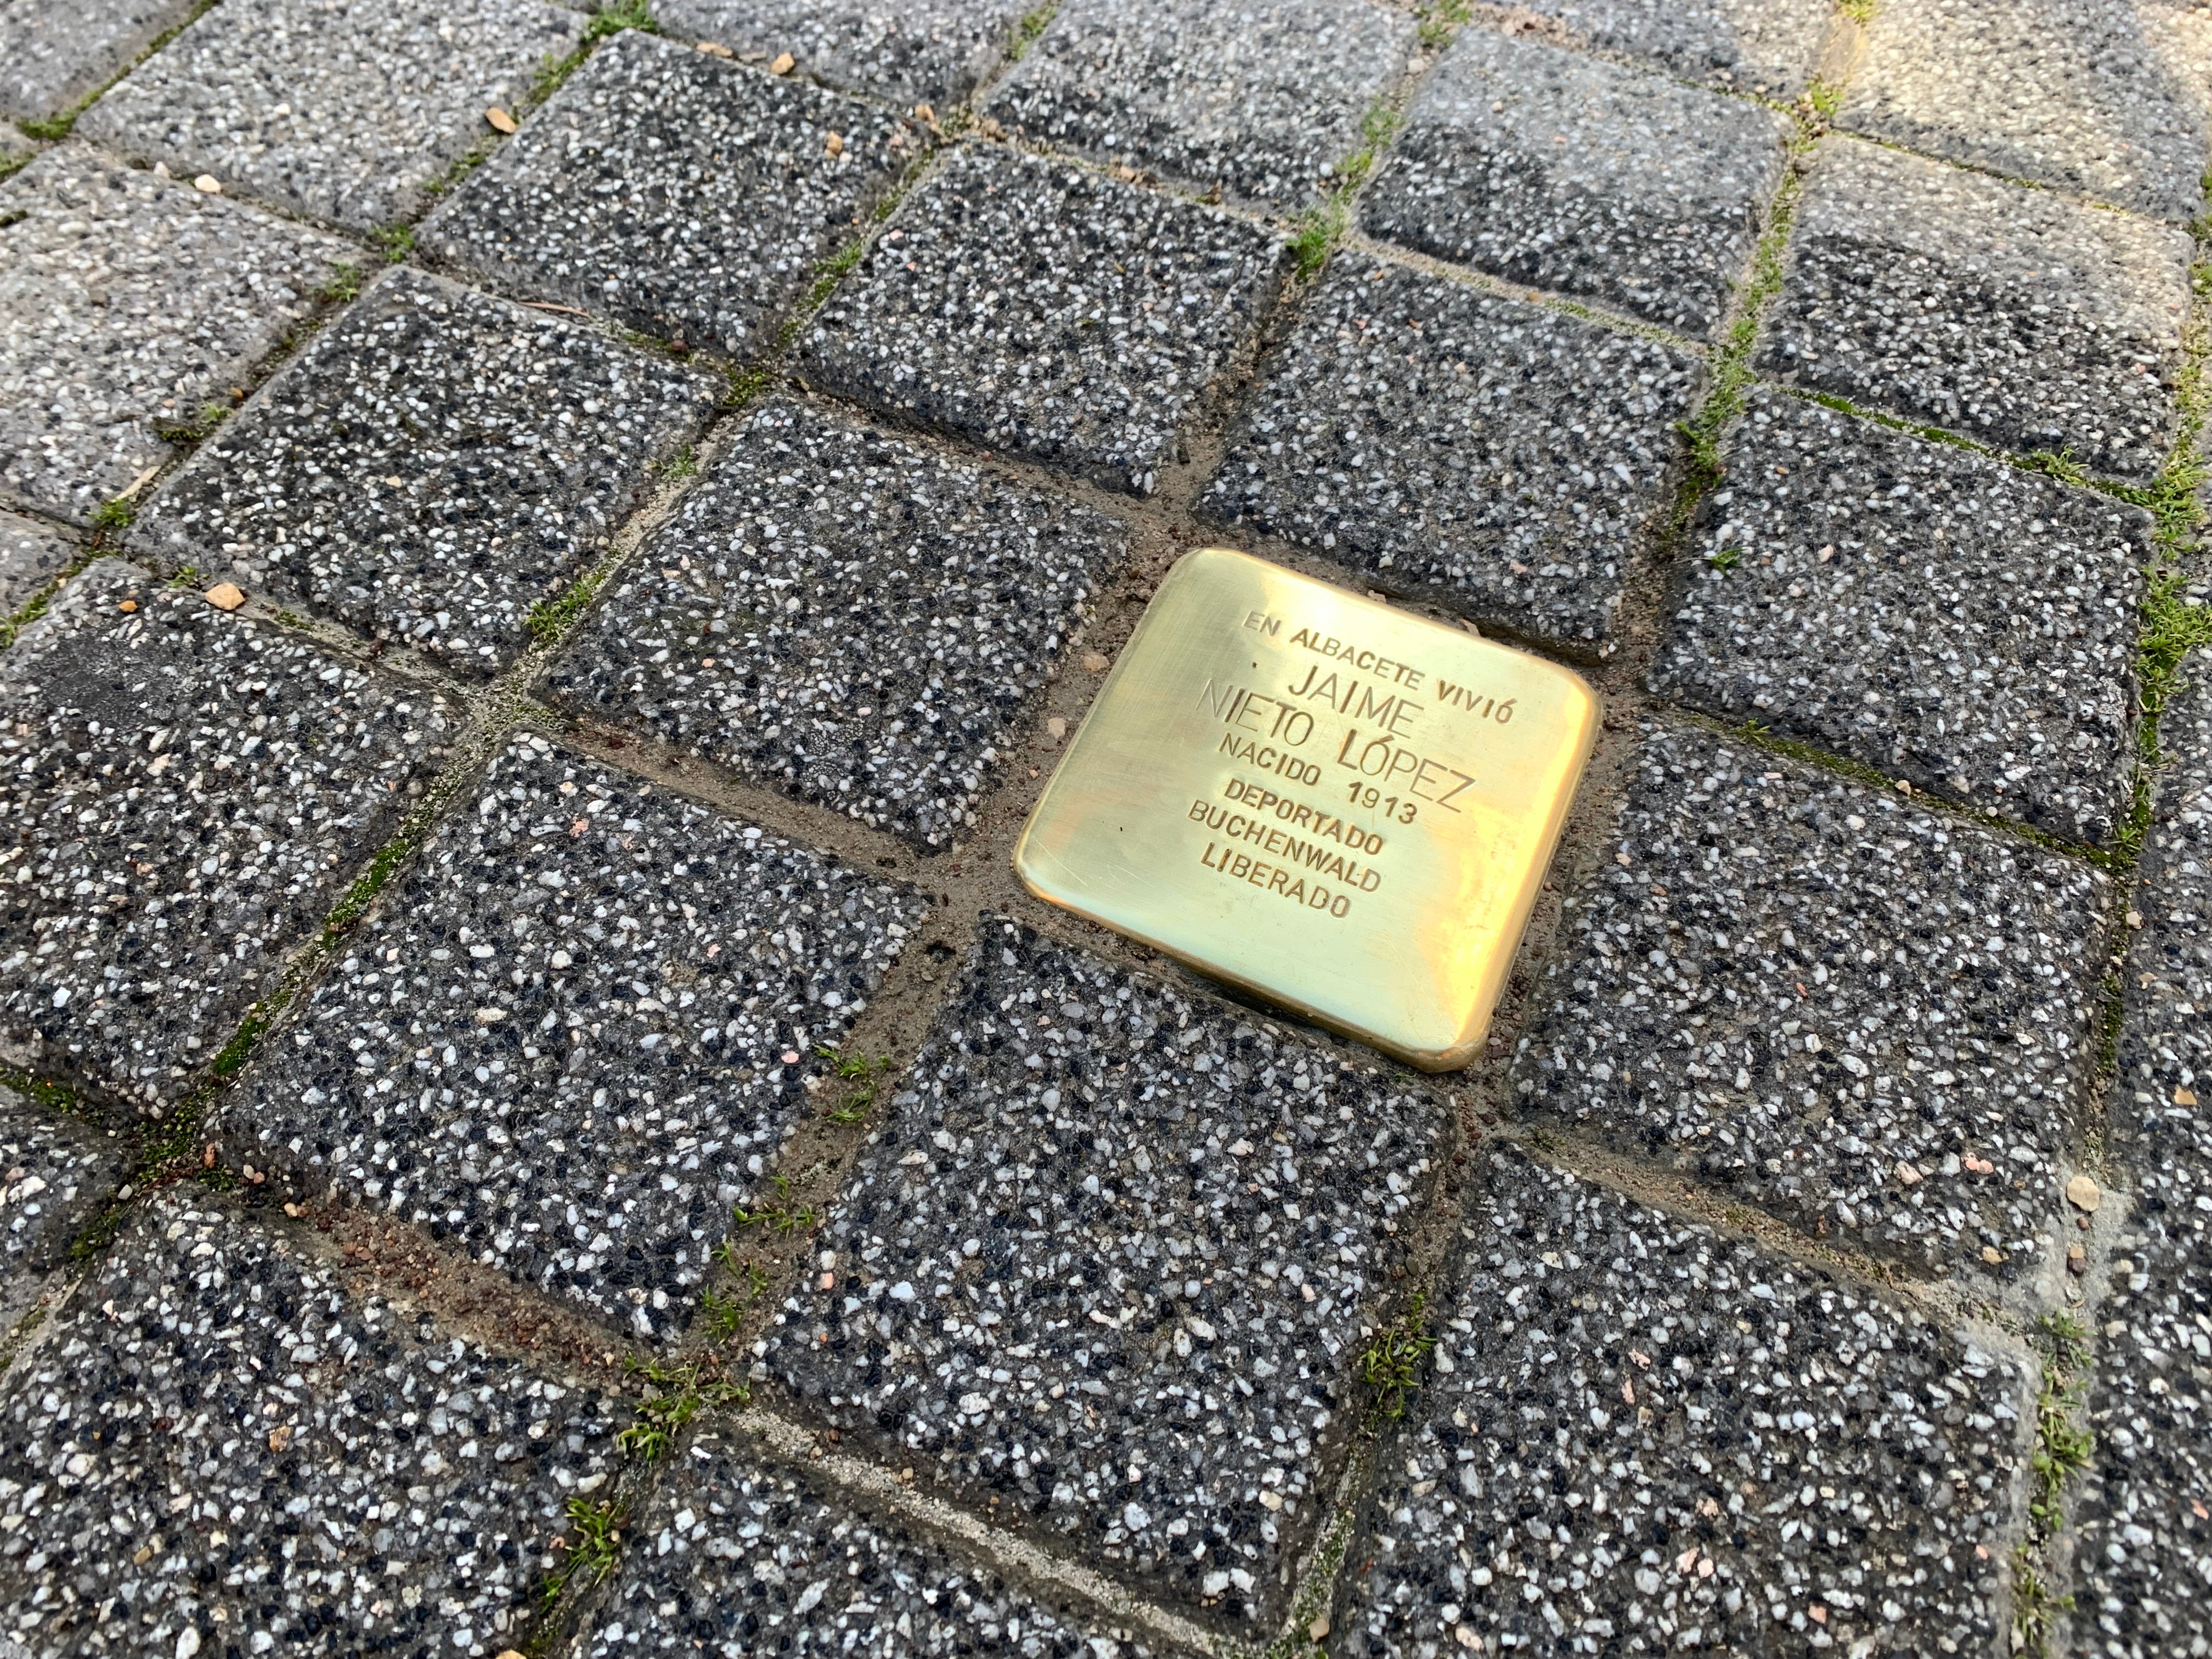 EN ALBACETE VIVIÓ
JAIME
NIETO LÓPEZ
NACIDO 1913
DEPORTADO
BUCHENWALD
LIBERADO